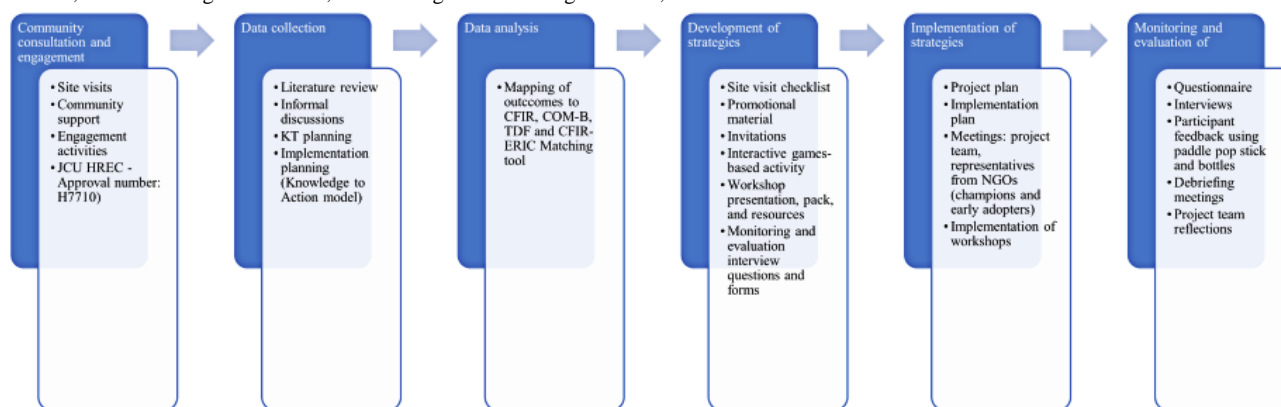 Community
consultation and
engagement
• Site visits
• Community
support
• Engagement
activities
• JCU HREC -
Approval number:
H7710)
Data collection
• Literature review
• Informal
discussions
• KT planning
• Implementation
planning
(Knowledge to
Action model)
Data analysis
• Mapping of
outccomes to
CFIR, COM-B,
TDF and CFIR-
ERIC Matching
tool
Development of
strategies
• Site visit checklist
• Promotional
material
• Invitations
• Interactive games-
based activity
• Workshop
presentation, pack,
and resources
• Monitoring and
evaluation
interview
questions and
forms
Implementation of
strategies
• Project plan
• Implementation
plan
• Meetings: project
team,
representatives
from NGOs
(champions and
early adopters)
• Implementation of
workshops
Monitoring and
evaluation of
• Questionnaire
• Interviews
• Participant
feedback using
paddle pop stick
and bottles
• Debriefing
meetings
• Project team
reflections